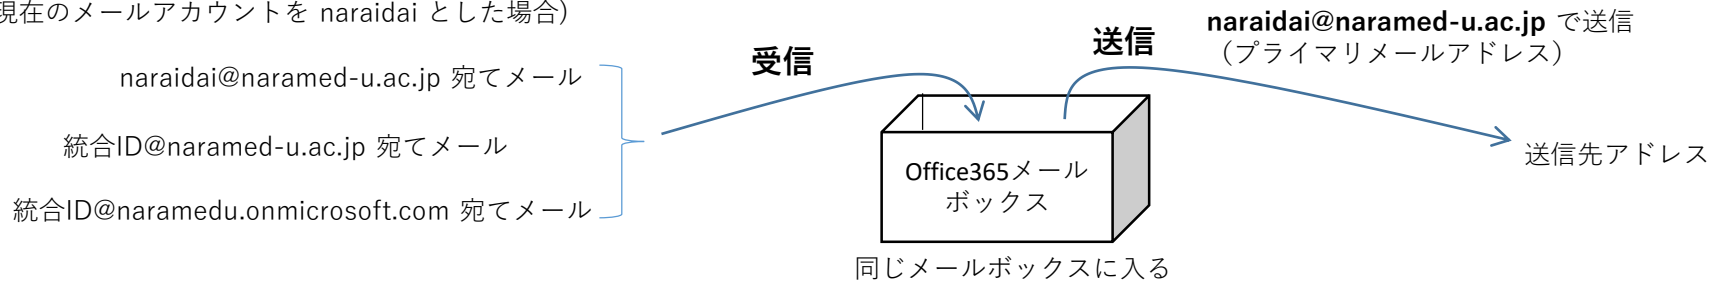 現在のメールアカウントを naraidai とした場合）
naraidai@naramed-u.ac.jp 宛てメール
統合ID@naramed-u.ac.jp 宛てメール
統合ID@naramedu.onmicrosoft.com 宛てメール
受信
Office365メール
ボックス
同じメールボックスに入る
送信
naraidai@naramed-u.ac.jp で送信
（プライマリメールアドレス）
送信先アドレス